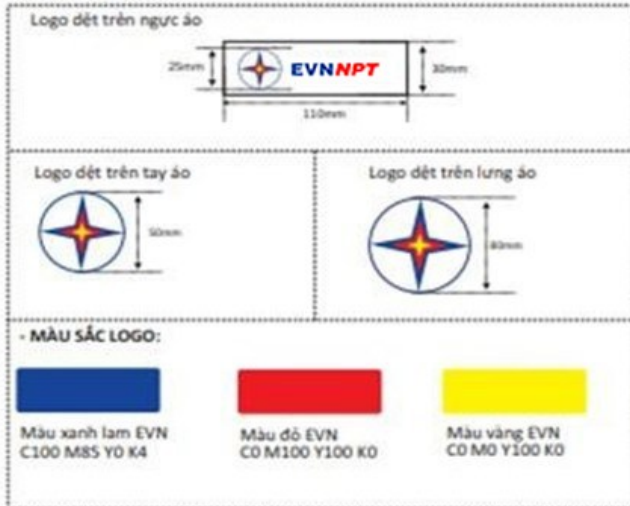 Logo dệt trên ngực áo
25mm
EVNNPT
30mm
110mm
Logo dệt trên tay áo
50mm
Logo dệt trên lưng áo
80mm
- MÀU SẮC LOGO:
Màu xanh lam EVN
C100 M85 Y0 K4
Màu đỏ EVN
C0 M100 Y100 K0
Màu vàng EVN
C0 M0 Y100 K0